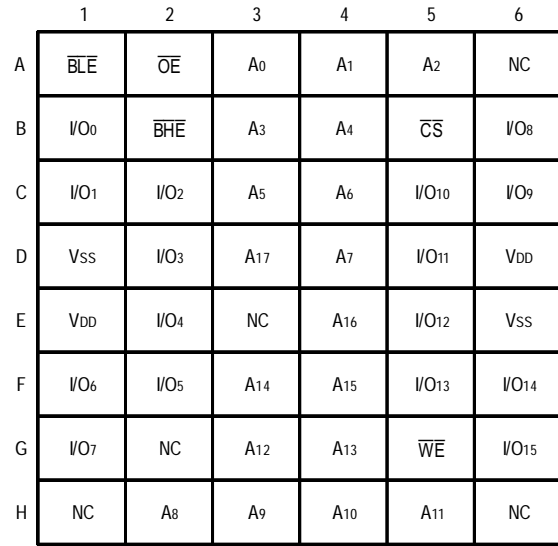 1 2 3 4 5 6
A BLE OE A0 A1 A2 NC
B I/O0 BHE A3 A4 CS I/O8
C I/O1 I/O2 A5 A6 I/O10 I/O9
D VSS I/O3 A17 A7 I/O11 VDD
E VDD I/O4 NC A16 I/O12 VSS
F I/O6 I/O5 A14 A15 I/O13 I/O14
G I/O7 NC A12 A13 WE I/O15
H NC A8 A9 A10 A11 NC